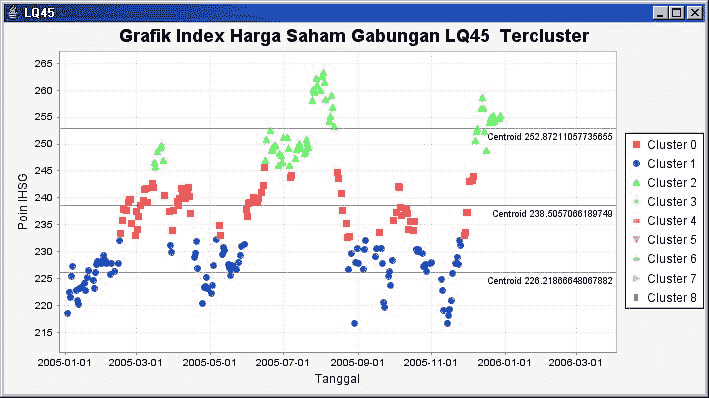 LQ45
Grafik Index Harga Saham Gabungan LQ45 Tercluster
Poin IHSG
265
260
255
250
245
240
235
230
225
220
215
Centroid 252.87211057735655
Centroid 238.5057066189749
Centroid 226.21866648067882
2005-01-01
2005-03-01
2005-05-01
2005-07-01
2005-09-01
2005-11-01
2006-01-01
2006-03-01
Tanggal
Cluster 0
Cluster 1
Cluster 2
Cluster 3
Cluster 4
Cluster 5
Cluster 6
Cluster 7
Cluster 8